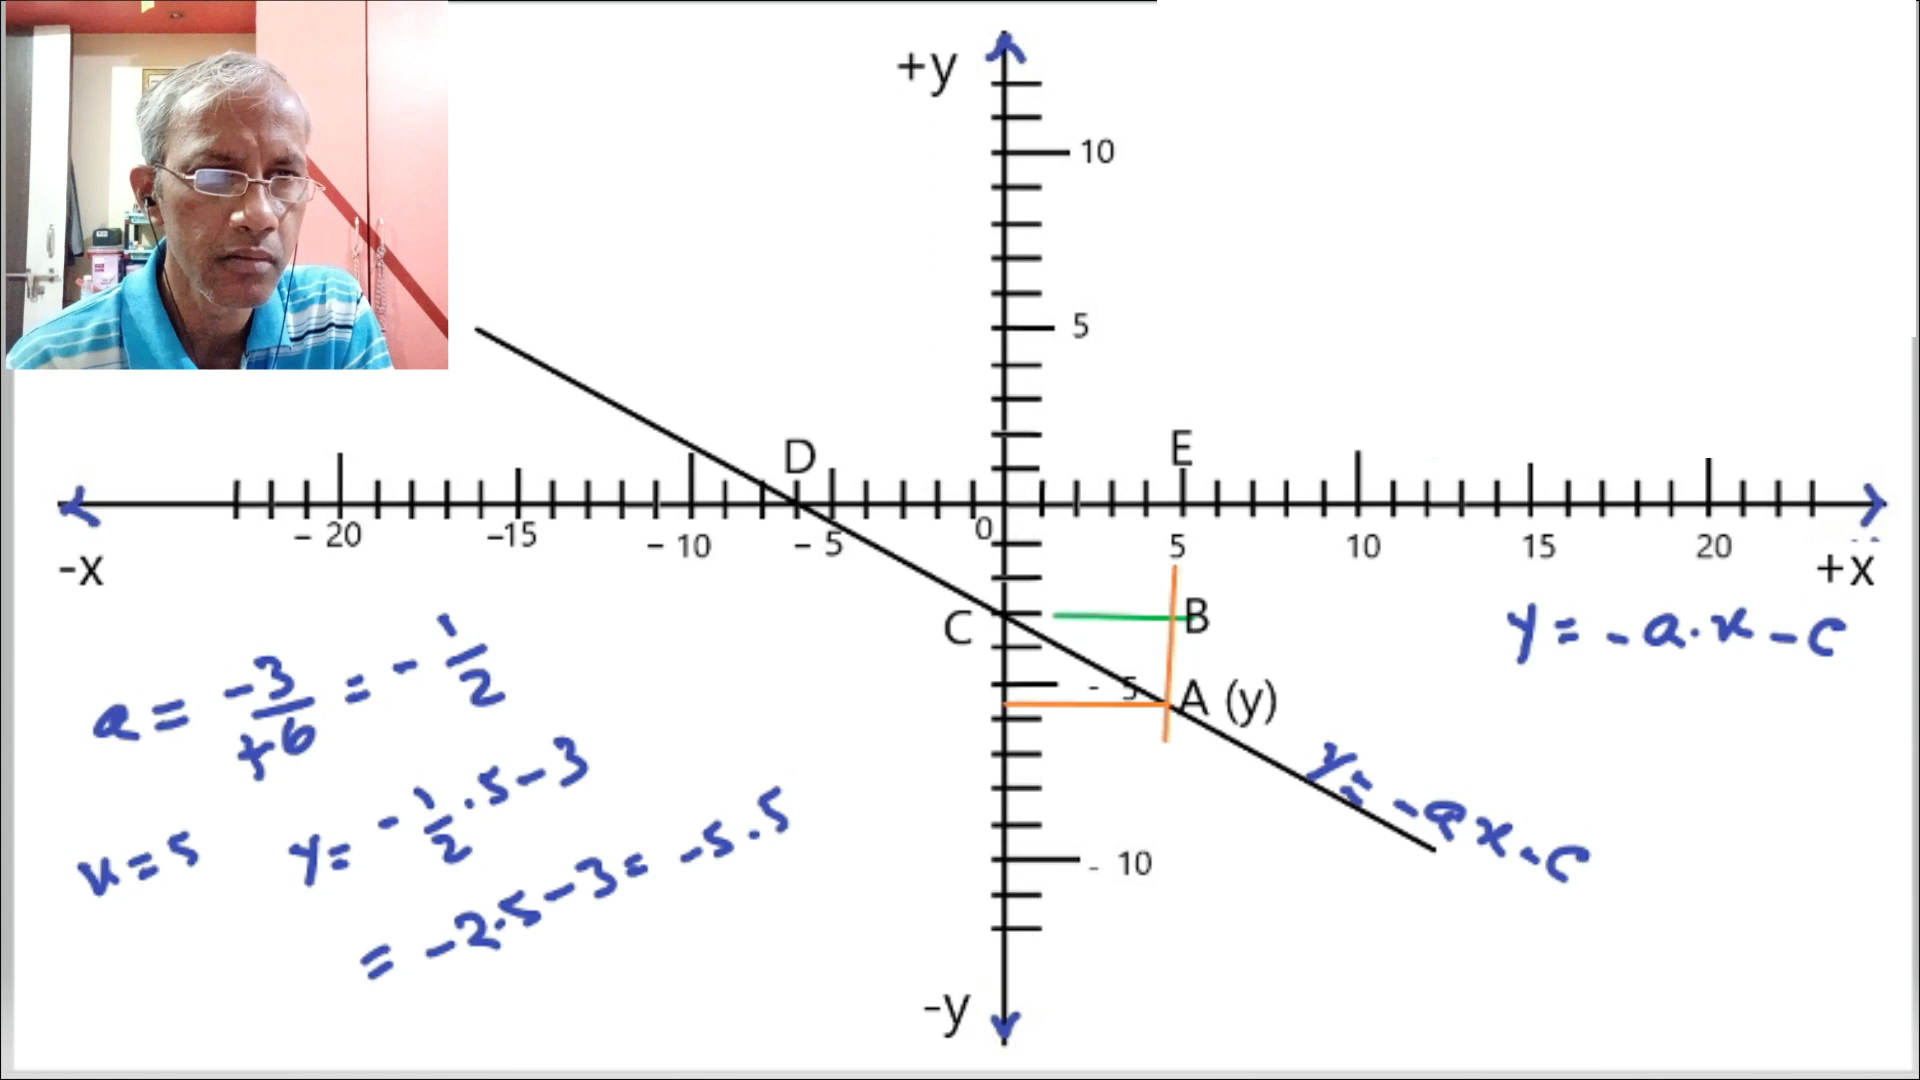 +y
10
5
D
E
- 20
-15
- 10
- 5
0
5
10
15
20
-x
+x
C
B
y = -a.x - c
a = -3/+6 = - 1/2
- 5
A (y)
y = -ax-c
x = 5 y = - 1/2 .5-3
= -2.5-3= -5.5
- 10
-y